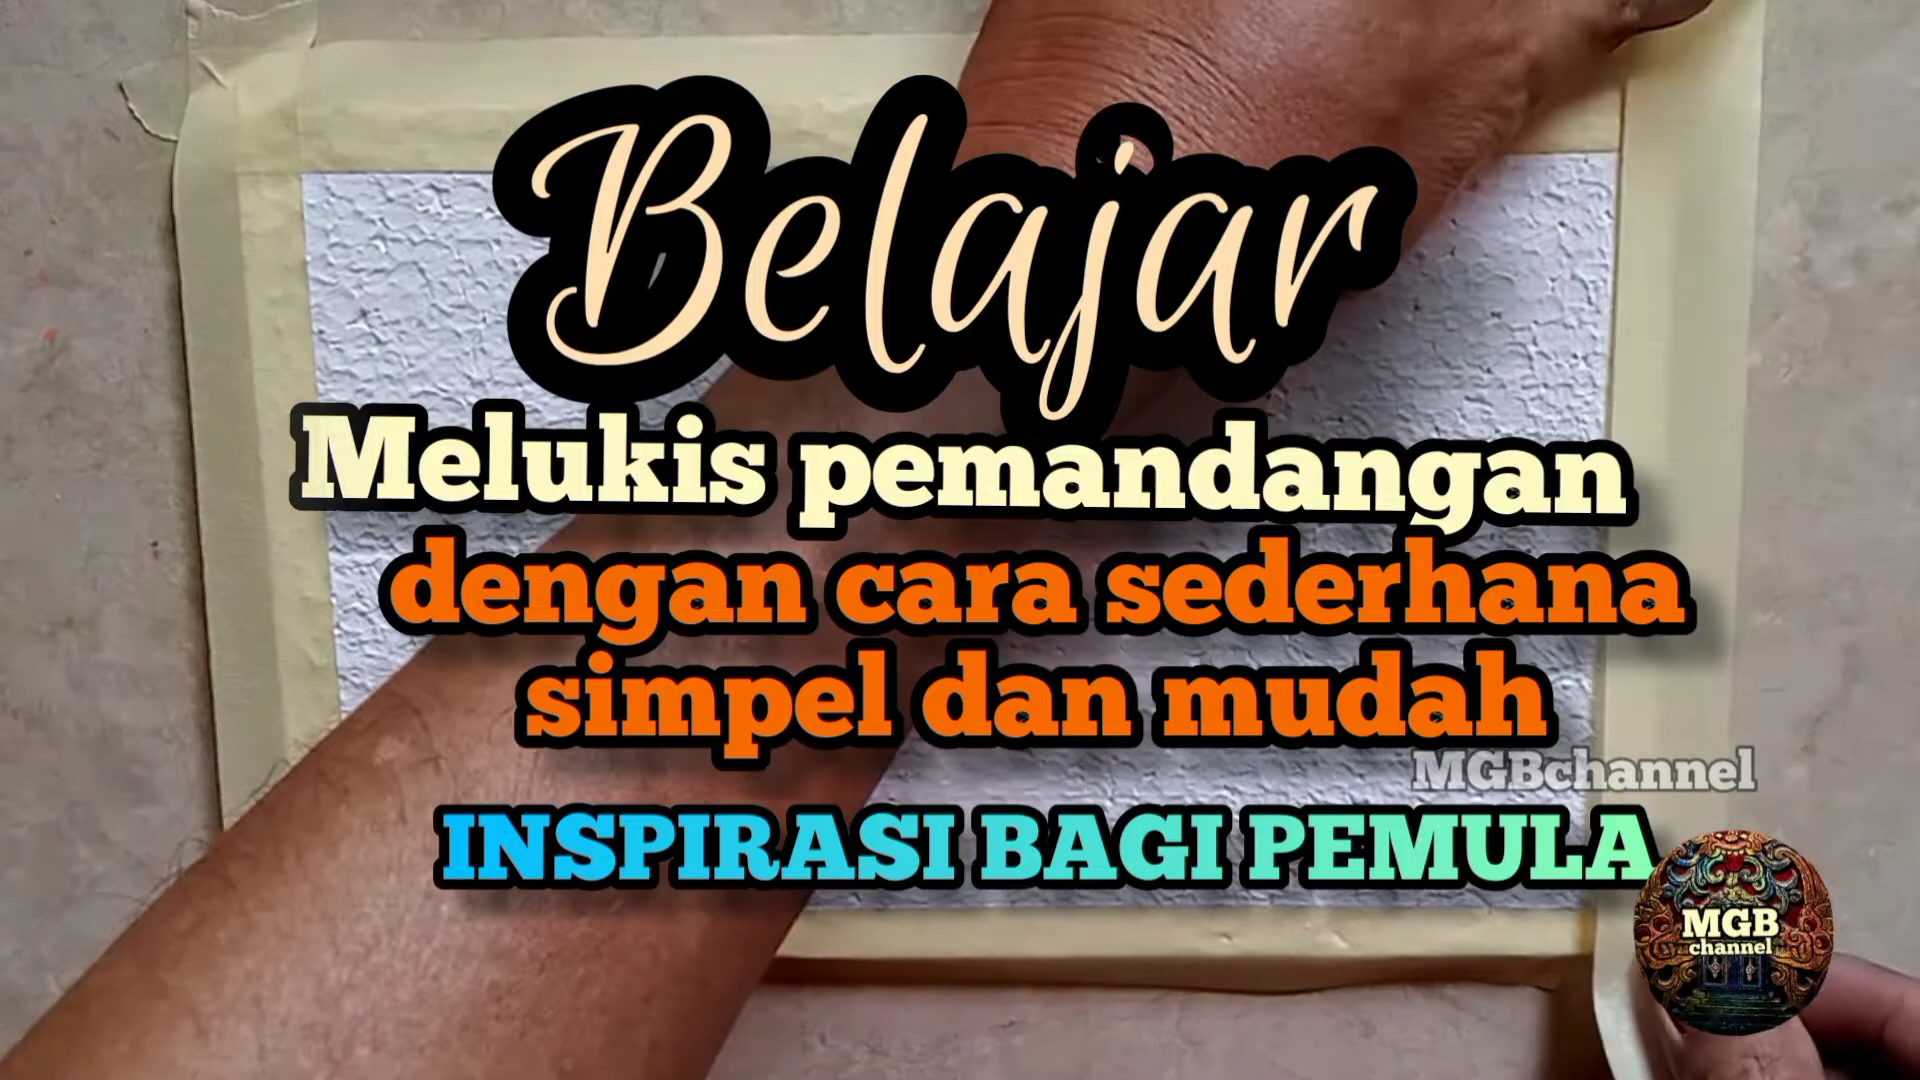 Belajar
Melukis pemandangan
dengan cara sederhana
simpel dan mudah
MGBchannel
INSPIRASI BAGI PEMULA
MGB
channel